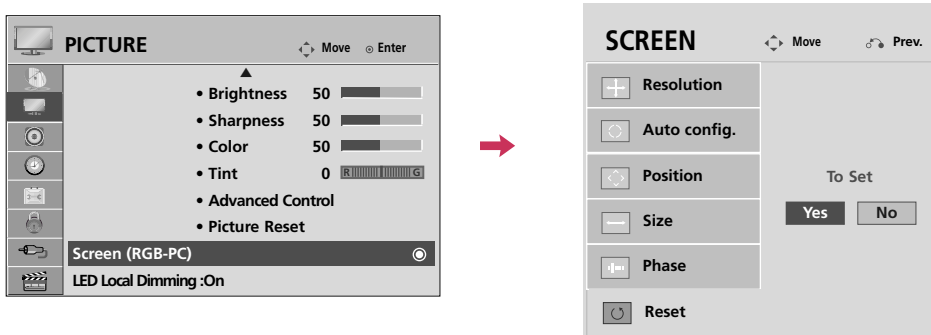 PICTURE
Move
Enter
• Brightness 50
• Sharpness 50
• Color 50
• Tint 0 R G
• Advanced Control
• Picture Reset
Screen (RGB-PC)
LED Local Dimming :On
SCREEN
Move
Prev.
Resolution
Auto config.
Position
Size
Phase
Reset
To Set
Yes
No